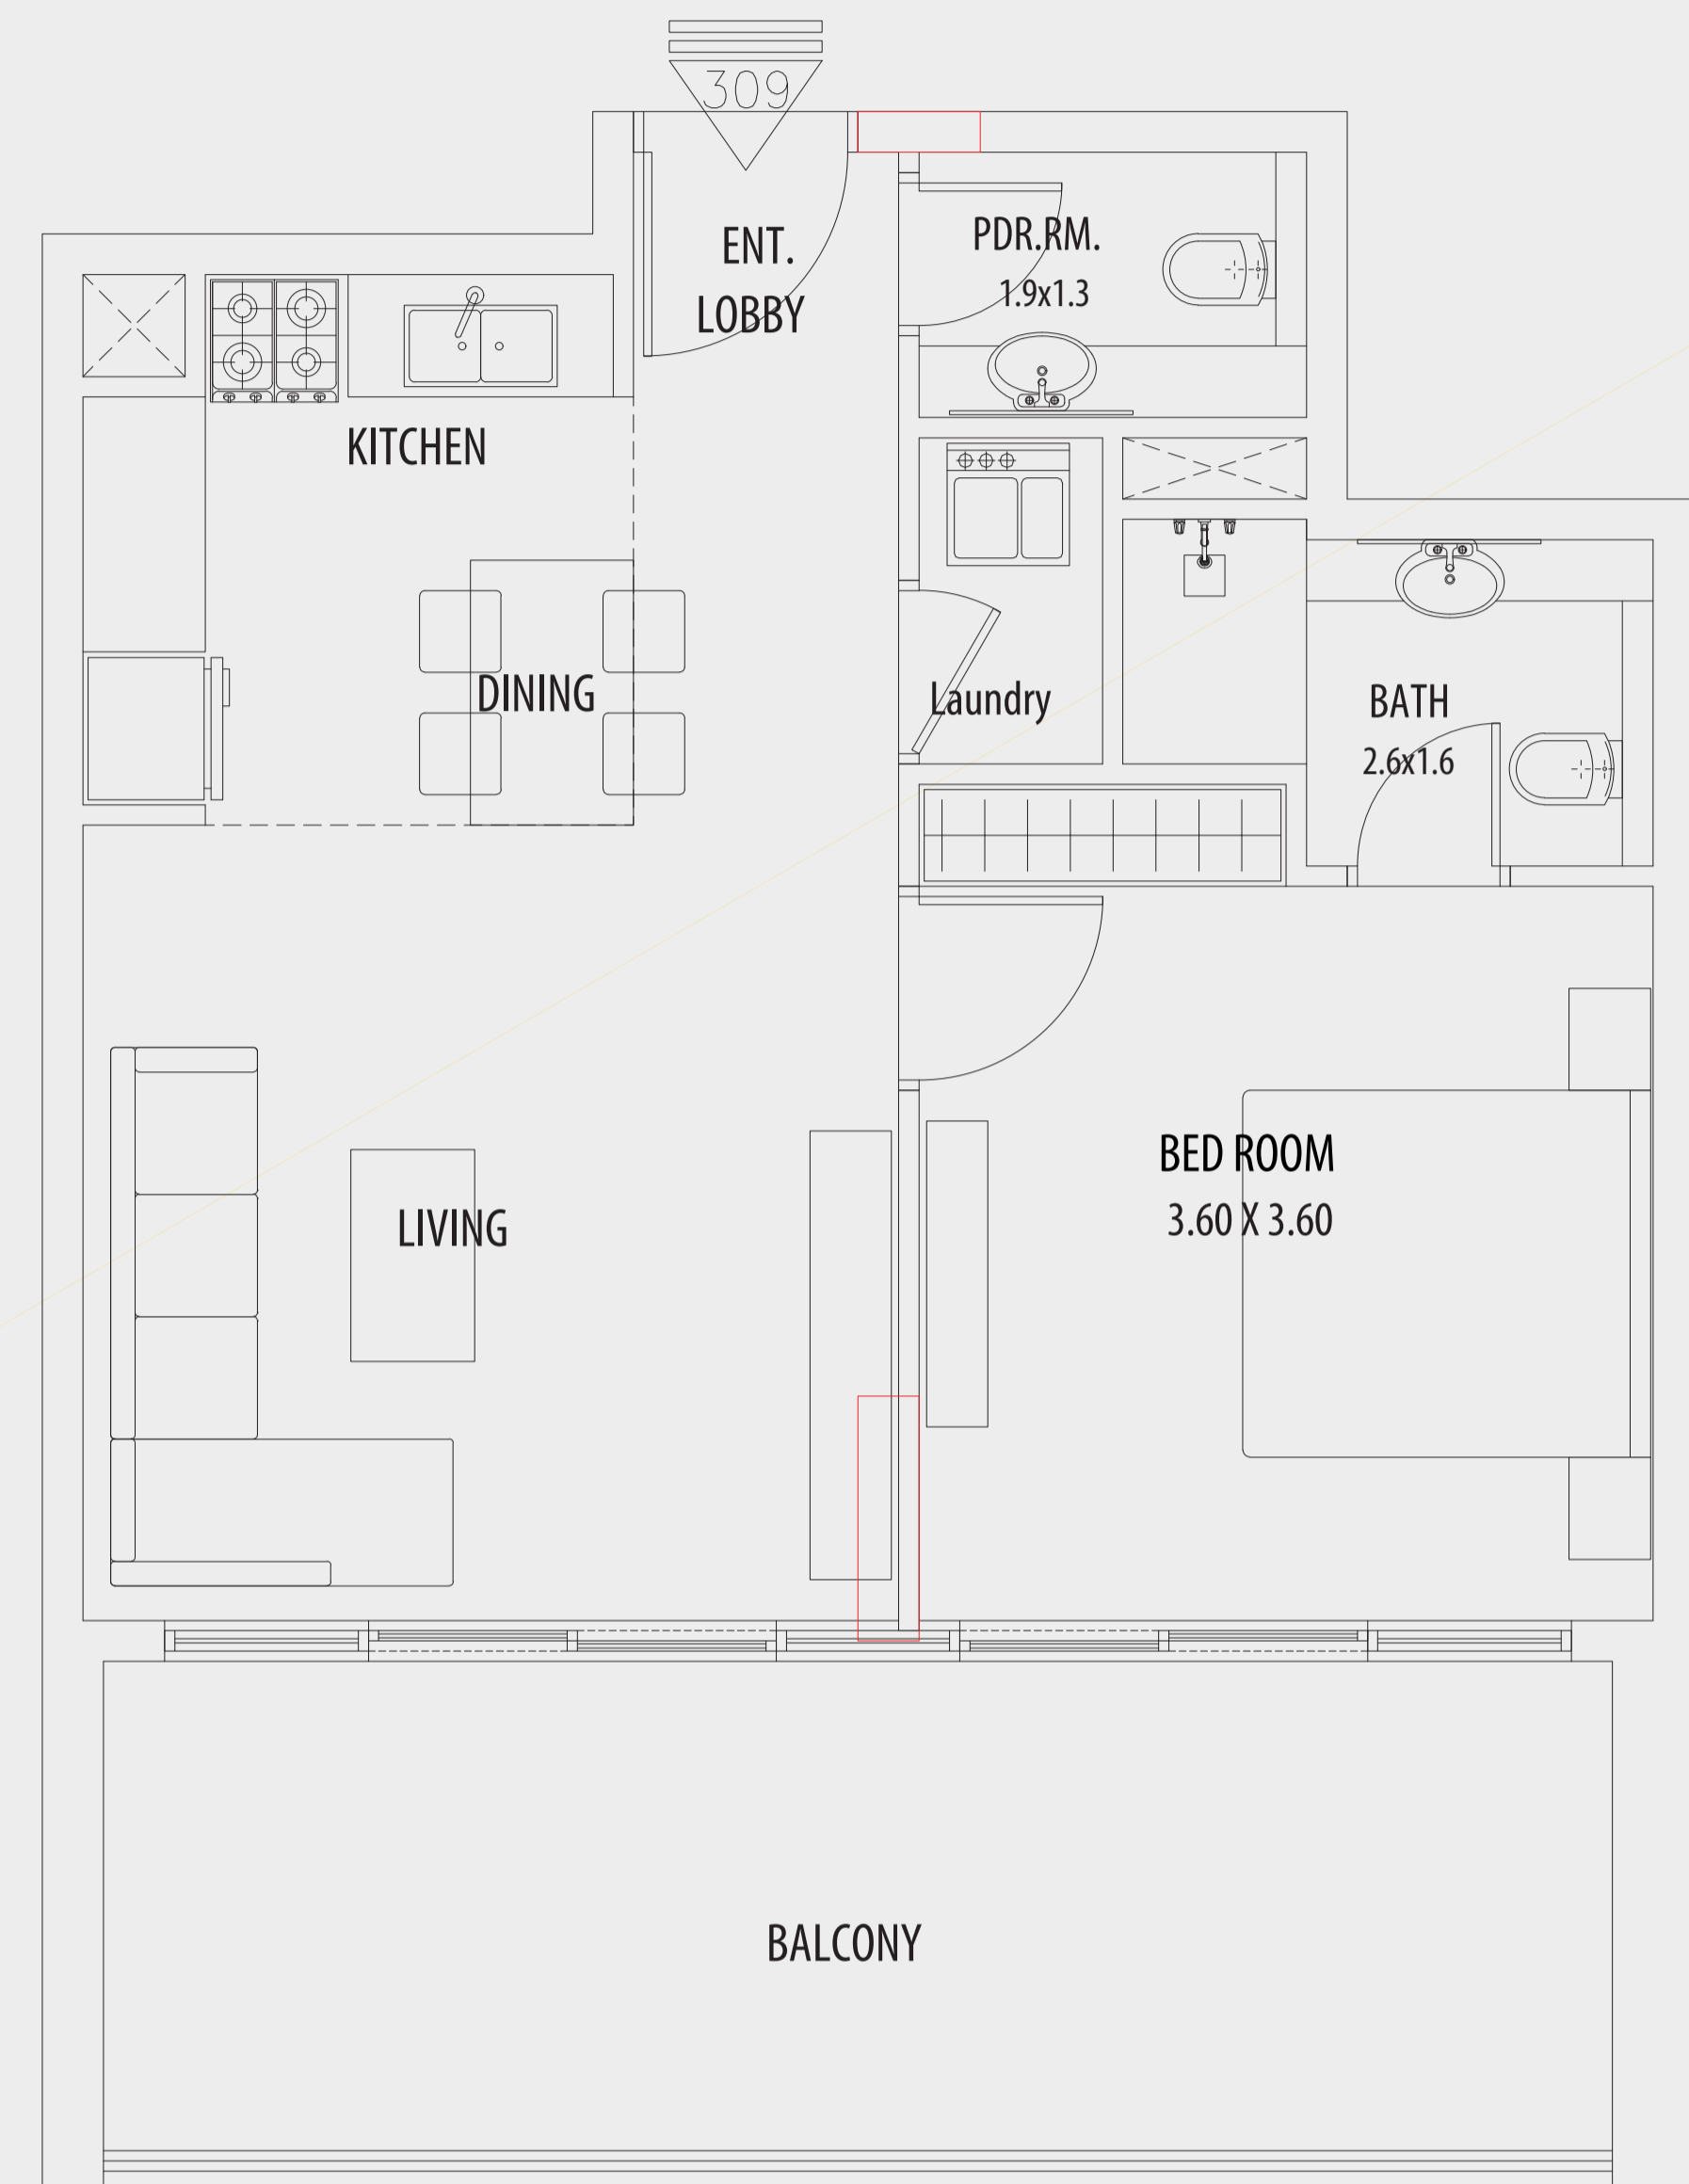 309
ENT.
LOBBY
PDR.RM.
1.9x1.3
KITCHEN
DINING
Laundry
BATH
2.6x1.6
LIVING
BED ROOM
3.60 X 3.60
BALCONY